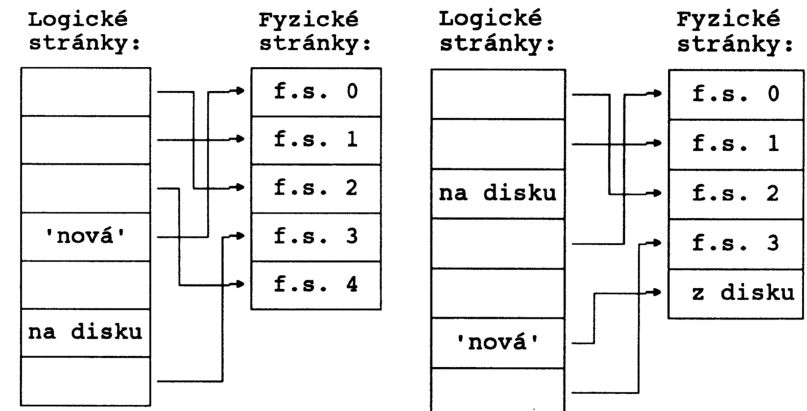 Logické
stránky:
Fyzické
stránky:
'nová'
na disku
f.s. 0
f.s. 1
f.s. 2
f.s. 3
f.s. 4
Logické
stránky:
Fyzické
stránky:
na disku
'nová'
f.s. 0
f.s. 1
f.s. 2
f.s. 3
z disku